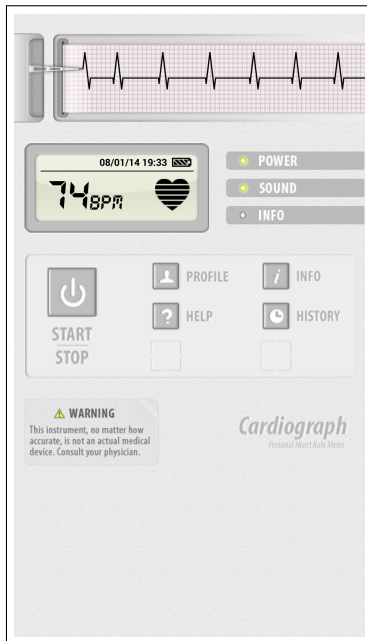 08/01/14 19:33
74BPM
POWER
SOUND
INFO
START
STOP
PROFILE
INFO
HELP
HISTORY
WARNING
This instrument, no matter how
accurate, is not an actual medical
device. Consult your physician.
Cardiograph
Personal Heart Rate Meter